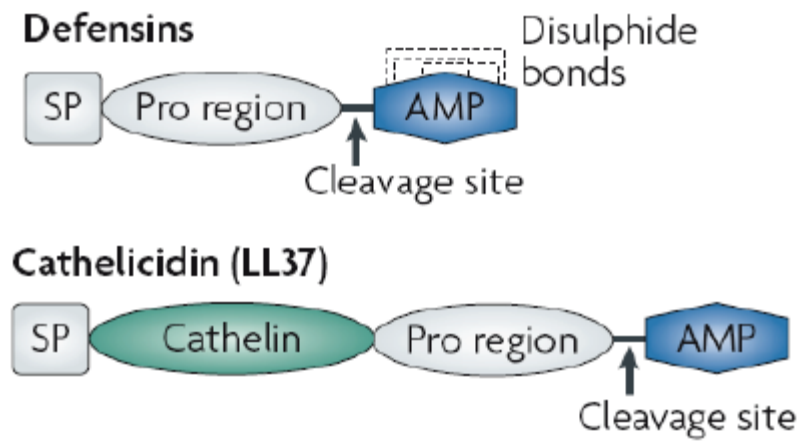 Defensins
Disulphide
bonds
SP Pro region AMP
Cleavage site
Cathelicidin (LL37)
SP Cathelin Pro region AMP
Cleavage site